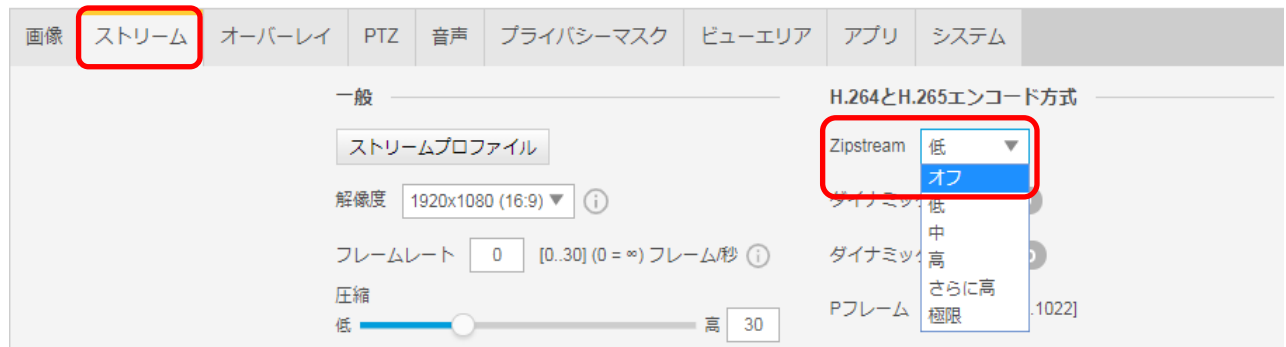 画像 ストリーム オーバーレイ PTZ 音声 プライバシーマスク ビューエリア アプリ システム
一般
ストリームプロファイル
解像度 1920x1080 (16:9)
フレームレート 0 [0..30] (0 = ∞) フレーム/秒
圧縮
低 高 30
H.264とH.265エンコード方式
Zipstream 低
オフ
ダイナミック
低
中
ダイナミック
高
さらに高
Pフレーム .1022]
極限